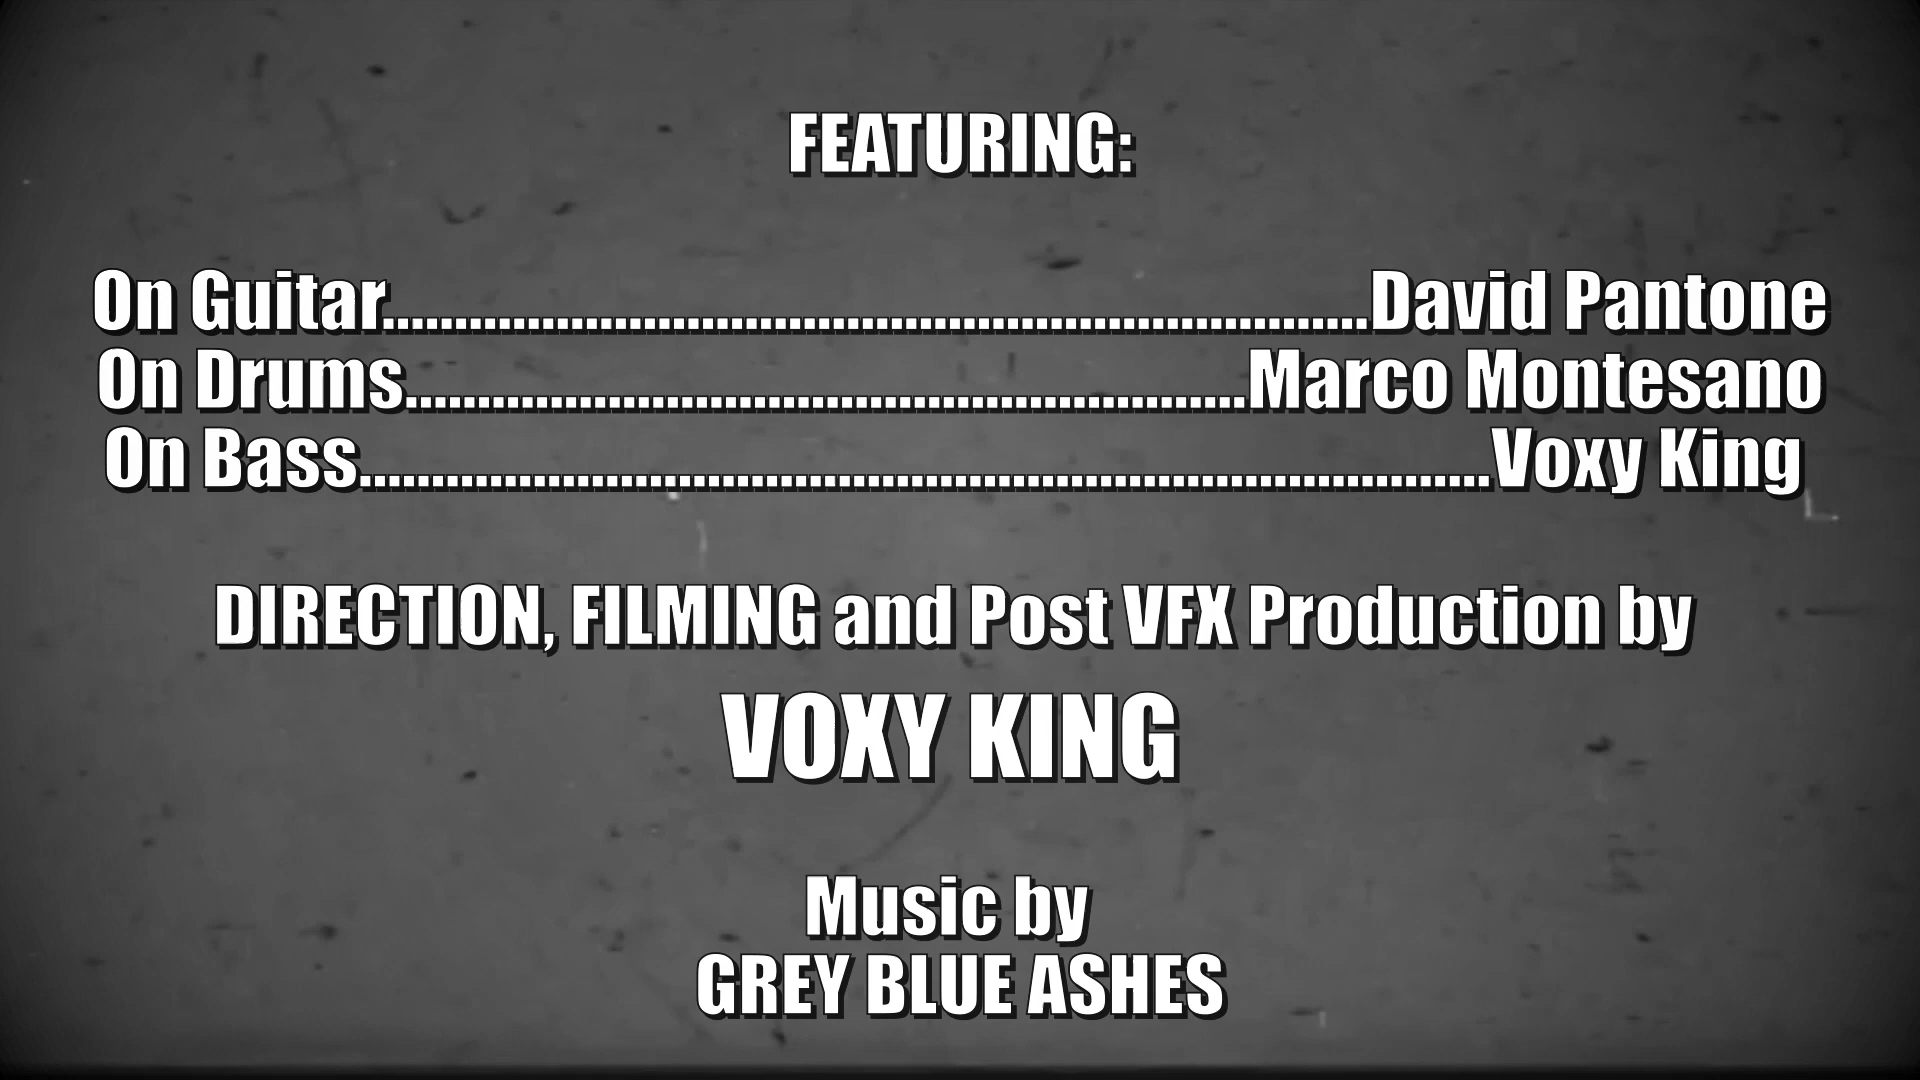 FEATURING:
On Guitar....................................................................David Pantone
On Drums..........................................................Marco Montesano
On Bass..............................................................................Voxy King
DIRECTION, FILMING and Post VFX Production by
VOXY KING
Music by
GREY BLUE ASHES